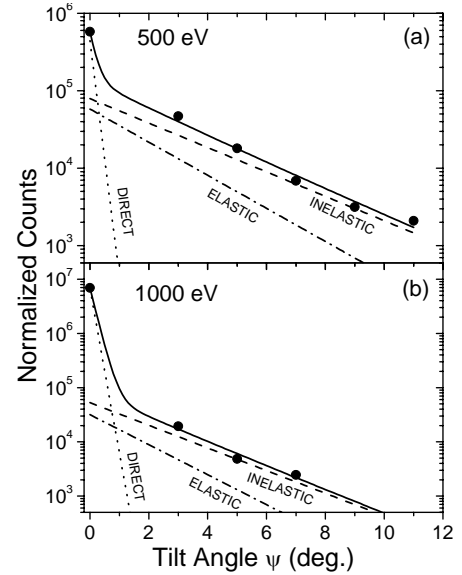 500 eV
(a)
10^6
10^5
10^4
10^3
DIRECT
ELASTIC
INELASTIC
Normalized Counts
1000 eV
(b)
10^7
10^6
10^5
10^4
10^3
DIRECT
ELASTIC
INELASTIC
0 2 4 6 8 10 12
Tilt Angle ψ (deg.)